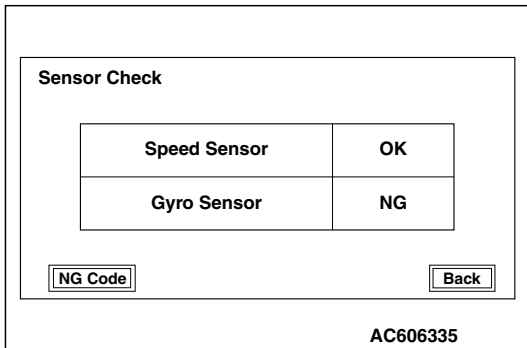 Sensor Check
Speed Sensor OK
Gyro Sensor NG
NG Code Back
AC606335